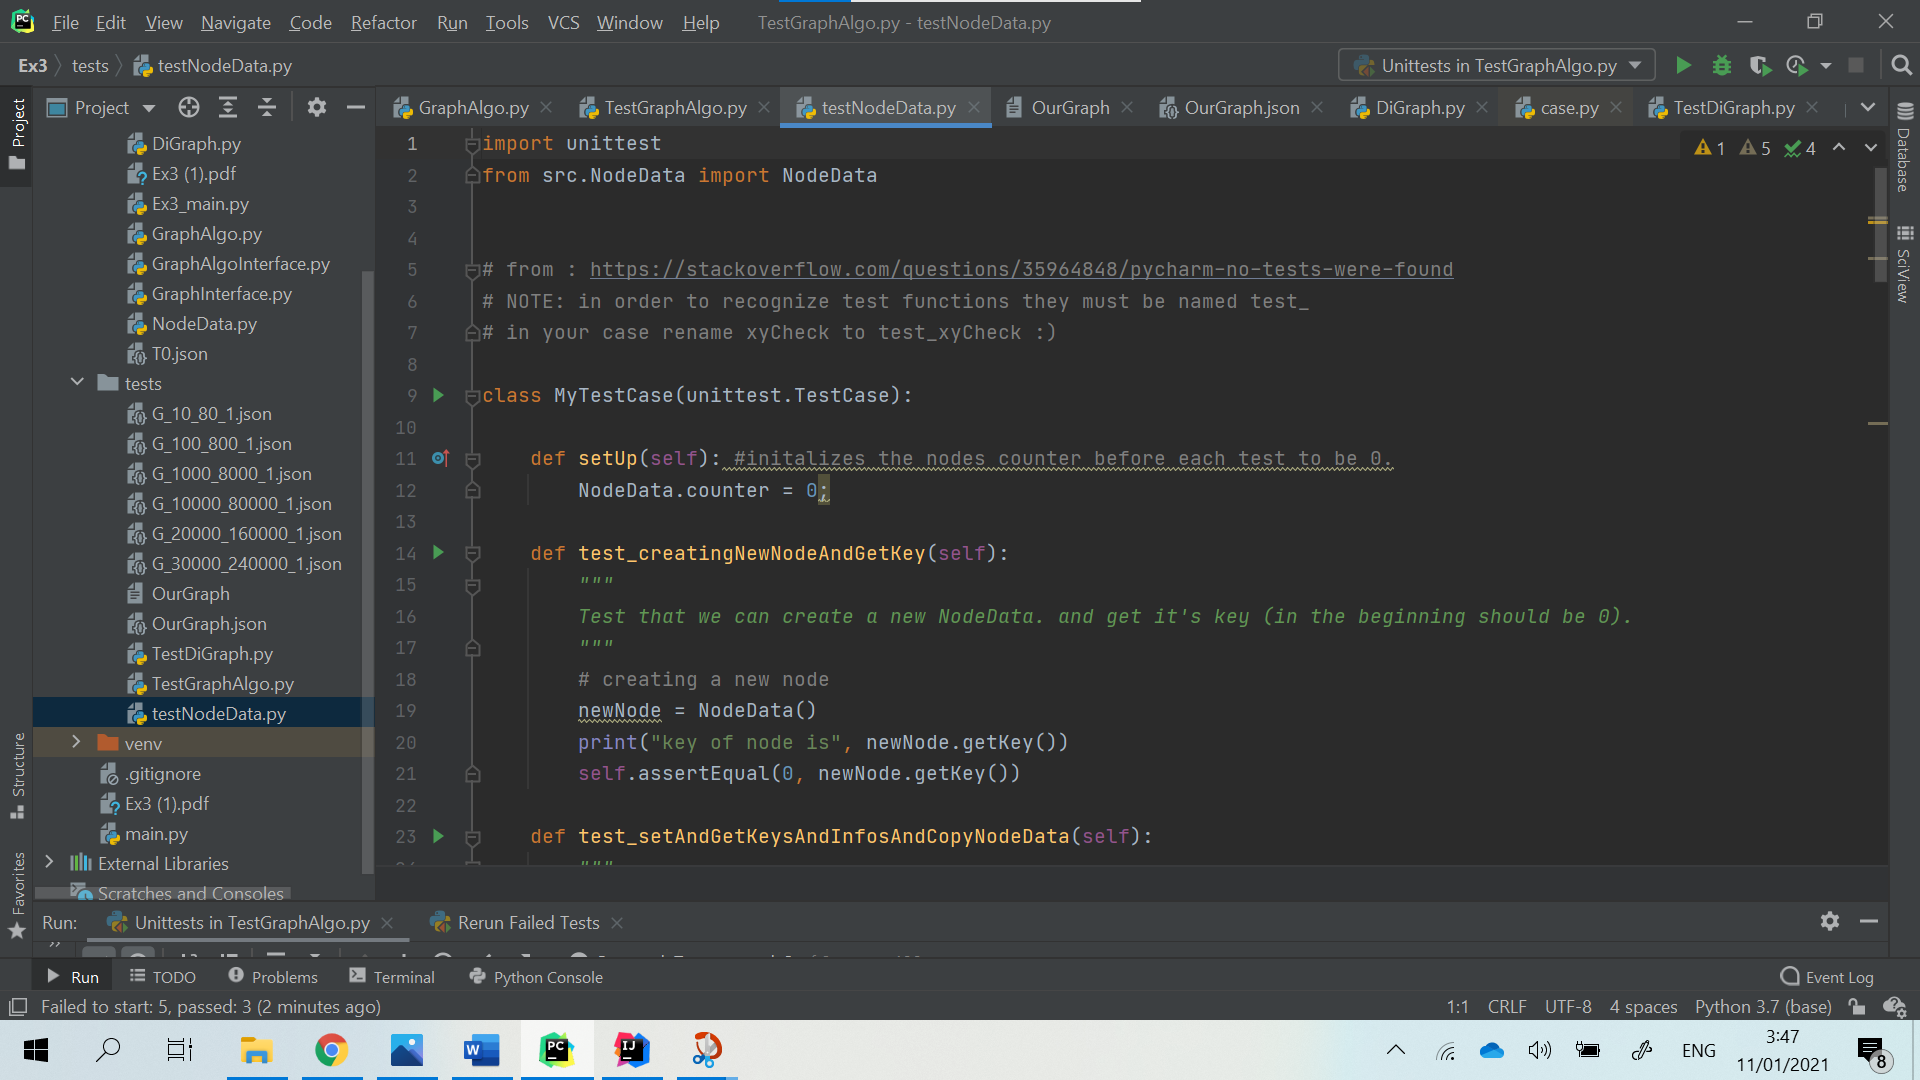 File Edit View Navigate Code Refactor Run Tools VCS Window Help TestGraphAlgo.py - testNodeData.py
Ex3 tests testNodeData.py Unittests in TestGraphAlgo.py
Project GraphAlgo.py TestGraphAlgo.py testNodeData.py OurGraph OurGraph.json DiGraph.py case.py TestDiGraph.py
Project
Structure
Favorites
Database
SciView
DiGraph.py
Ex3 (1).pdf
Ex3_main.py
GraphAlgo.py
GraphAlgoInterface.py
GraphInterface.py
NodeData.py
T0.json
tests
G_10_80_1.json
G_100_800_1.json
G_1000_8000_1.json
G_10000_80000_1.json
G_20000_160000_1.json
G_30000_240000_1.json
OurGraph
OurGraph.json
TestDiGraph.py
TestGraphAlgo.py
testNodeData.py
venv
.gitignore
Ex3 (1).pdf
main.py
External Libraries
Scratches and Consoles
1 5 4
1 import unittest
2 from src.NodeData import NodeData
3
4
5 # from : https://stackoverflow.com/questions/35964848/pycharm-no-tests-were-found
6 # NOTE: in order to recognize test functions they must be named test_
7 # in your case rename xyCheck to test_xyCheck :)
8
9 class MyTestCase(unittest.TestCase):
10
11 def setUp(self): #initalizes the nodes counter before each test to be 0.
12 NodeData.counter = 0;
13
14 def test_creatingNewNodeAndGetKey(self):
15 """
16 Test that we can create a new NodeData. and get it's key (in the beginning should be 0).
17 """
18 # creating a new node
19 newNode = NodeData()
20 print("key of node is", newNode.getKey())
21 self.assertEqual(0, newNode.getKey())
22
23 def test_setAndGetKeysAndInfosAndCopyNodeData(self):
"""
Run: Unittests in TestGraphAlgo.py Rerun Failed Tests
Run TODO Problems Terminal Python Console Event Log
Failed to start: 5, passed: 3 (2 minutes ago) 1:1 CRLF UTF-8 4 spaces Python 3.7 (base)
ENG 3:47
11/01/2021 8